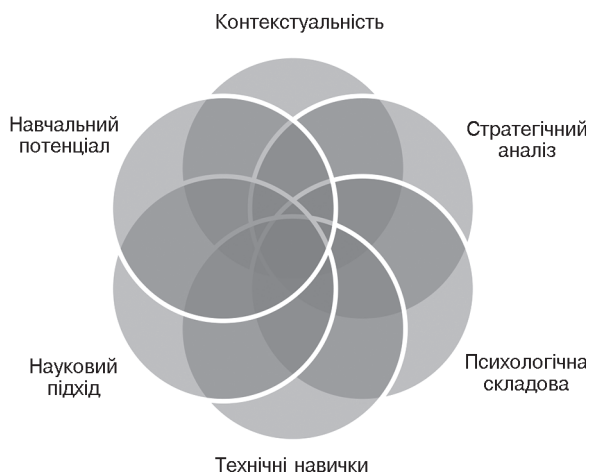 Контекстуальність
Навчальний
потенціал
Стратегічний
аналіз
Науковий
підхід
Психологічна
складова
Технічні навички